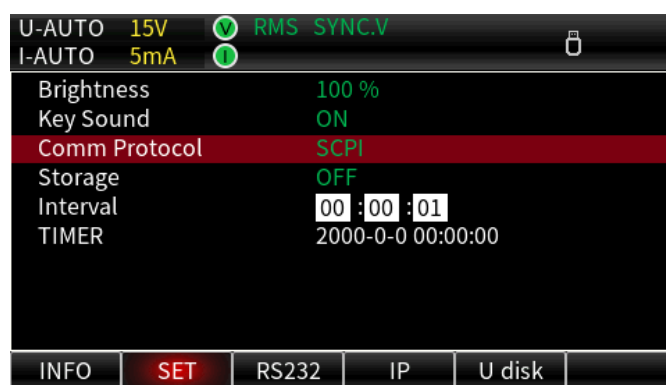 U-AUTO 15V V RMS SYNC.V
I-AUTO 5mA I
Brightness 100 %
Key Sound ON
Comm Protocol SCPI
Storage OFF
Interval 00 :00 :01
TIMER 2000-0-0 00:00:00
INFO SET RS232 IP U disk